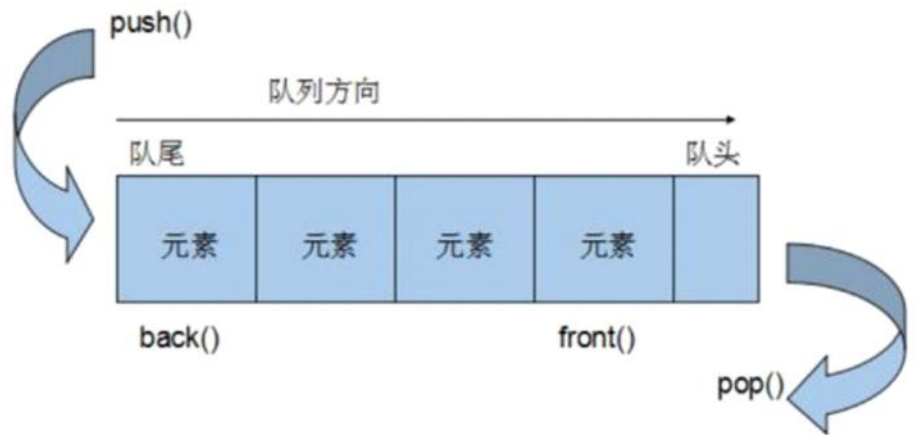 push()
队列方向
队尾
队头
元素
元素
元素
元素
back()
front()
pop()